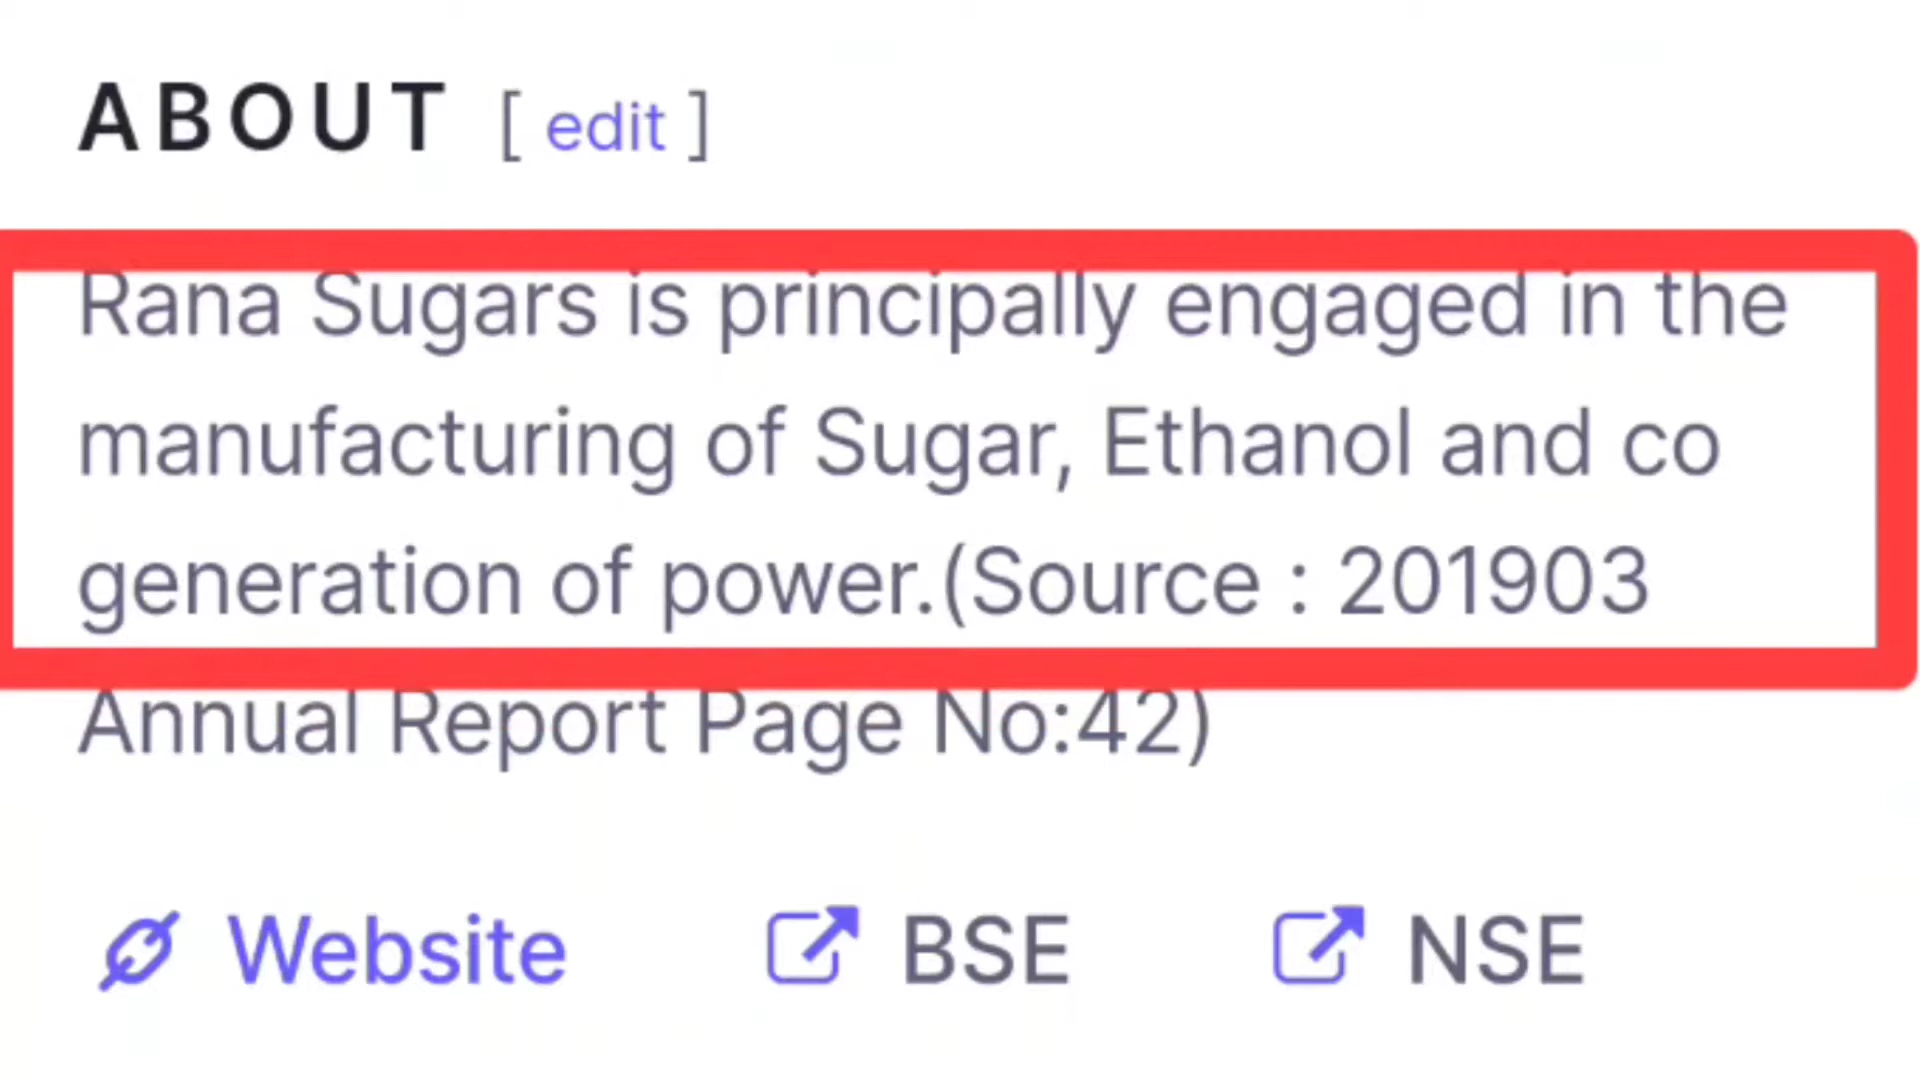 ABOUT [ edit ]
Rana Sugars is principally engaged in the
manufacturing of Sugar, Ethanol and co
generation of power.(Source : 201903
Annual Report Page No:42)
Website BSE NSE